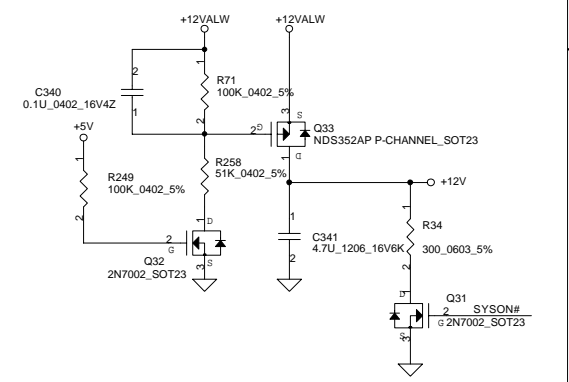 +12VALW
+12VALW
2
1
C340
0.1U_0402_16V4Z
1
R71
100K_0402_5%
2
3
S
2
G
Q33
NDS352AP P-CHANNEL_SOT23
1
D
+5V
1
R249
100K_0402_5%
2
R258
51K_0402_5%
+12V
1
D
2
G
Q32
2N7002_SOT23
3
S
1
C341
4.7U_1206_16V6K
2
1
R34
300_0603_5%
2
1
D
Q31
2
SYSON#
G
2N7002_SOT23
3
S